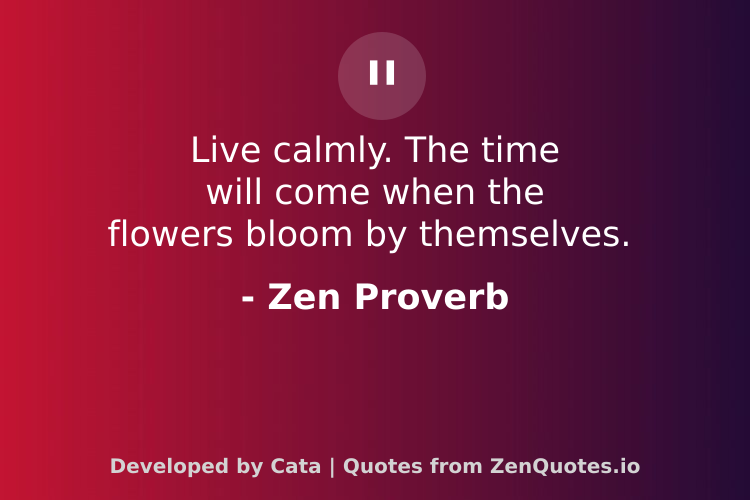 "
Live calmly. The time
will come when the
flowers bloom by themselves.
- Zen Proverb
Developed by Cata | Quotes from ZenQuotes.io